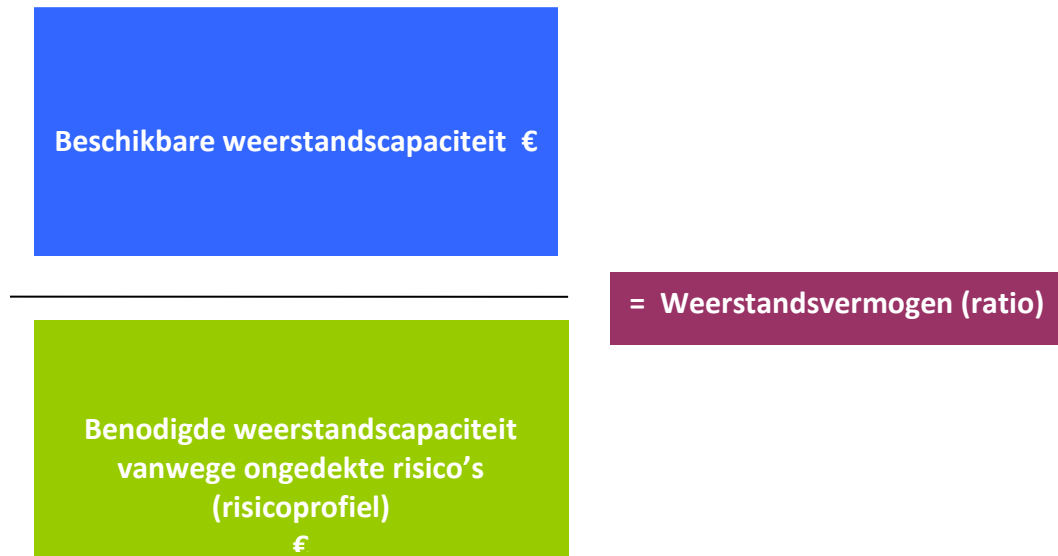 Beschikbare weerstandscapaciteit €
= Weerstandsvermogen (ratio)
Benodigde weerstandscapaciteit
vanwege ongedekte risico’s
(risicoprofiel)
€